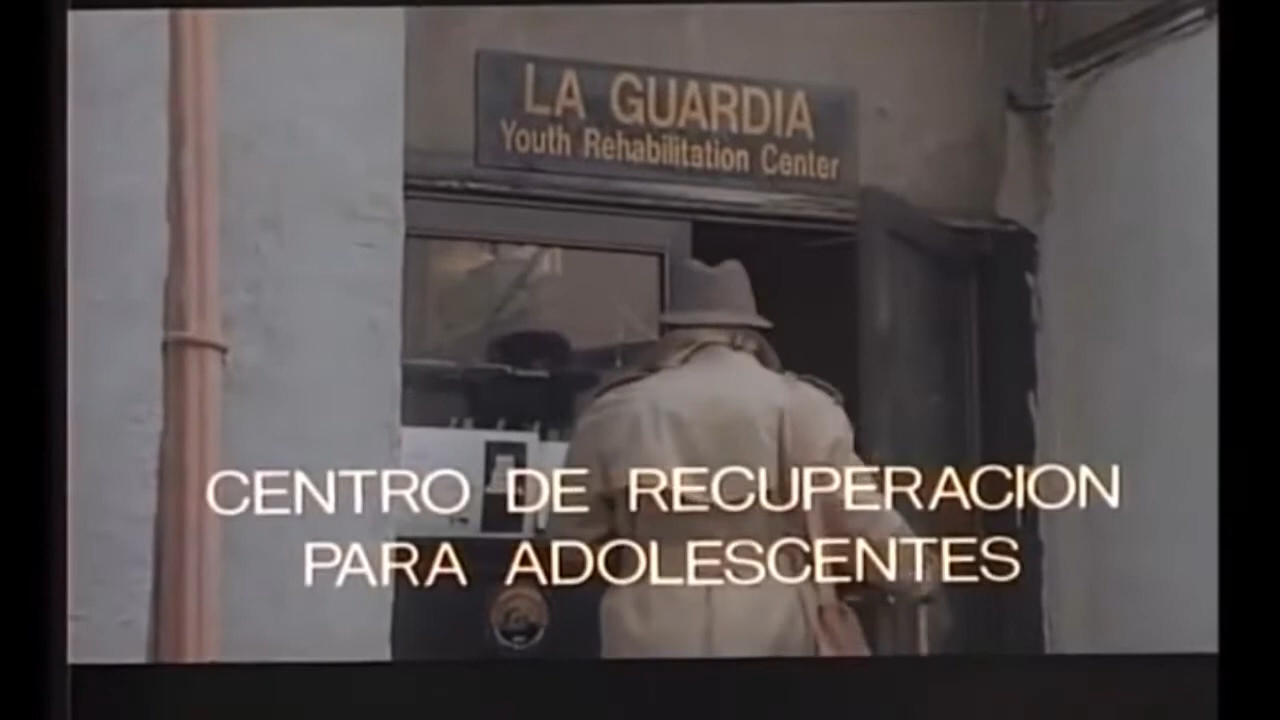 LA GUARDIA
Youth Rehabilitation Center
CENTRO DE RECUPERACION
PARA ADOLESCENTES